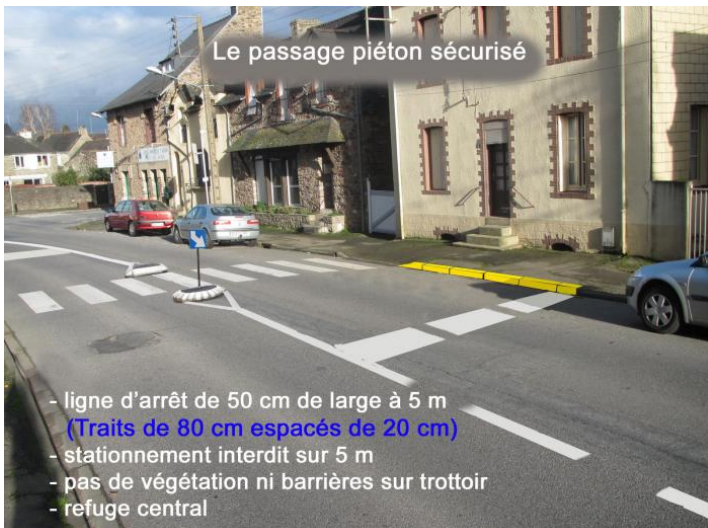 Le passage piéton sécurisé
- ligne d'arrêt de 50 cm de large à 5 m
(Traits de 80 cm espacés de 20 cm)
- stationnement interdit sur 5 m
- pas de végétation ni barrières sur trottoir
- refuge central